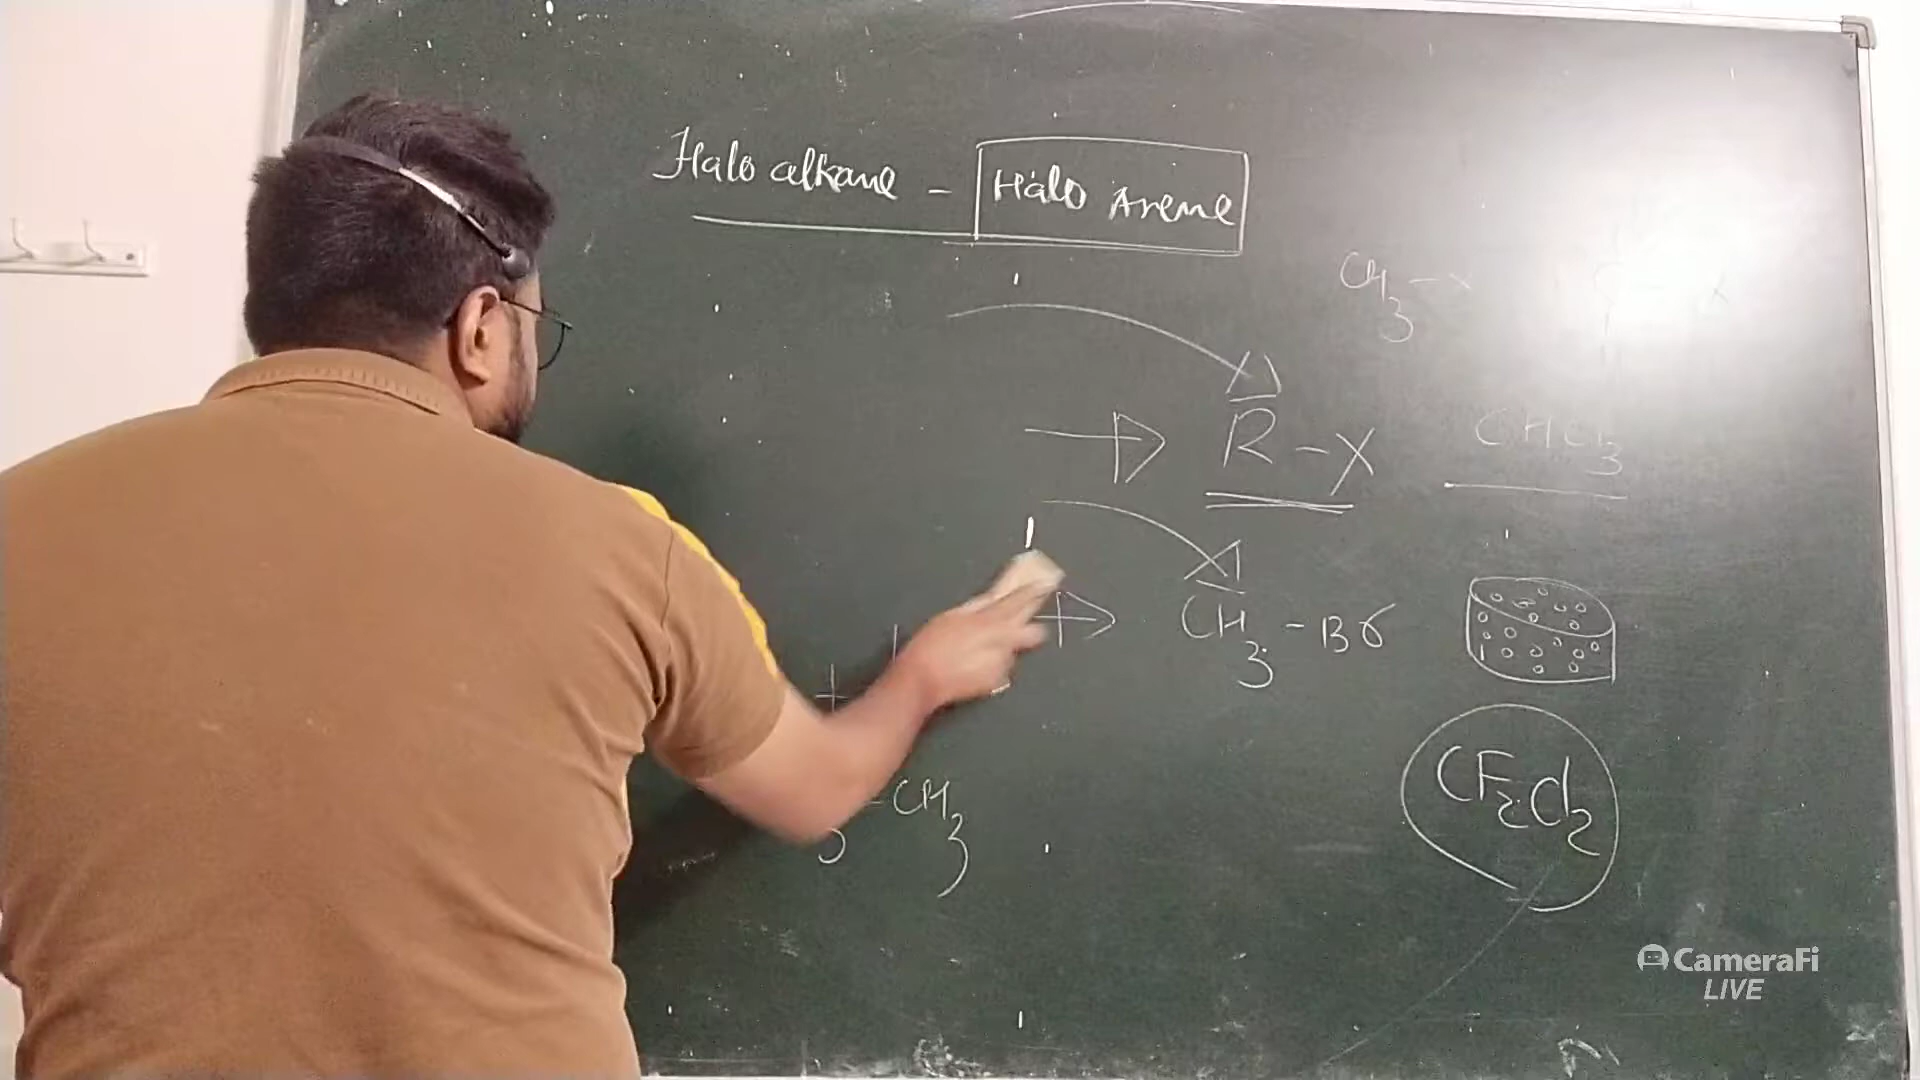 Halo alkane - Halo Arene
CH3-X
R-X
CHCl3
CH3-Br
CF2Cl2
-CH3
CameraFi
LIVE